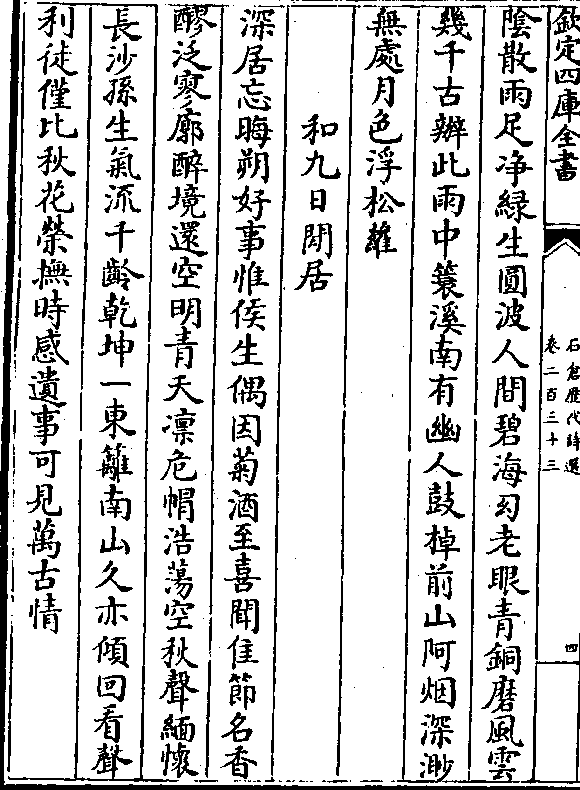 欽定四庫全書
石倉歷代詩選
卷二百三十三
四
陰散雨足浄緑生圓波人間碧海幻老眼青銅磨風雲
幾千古辦此雨中簑溪南有幽人鼓棹前山阿烟深渺
無處月色浮松蘿
和九日閒居
深居忘晦朔好事惟侯生偶因菊酒至喜聞佳節名香
醪泛寥廓醉境還空明青天凛危帽浩蕩空秋聲緬懷
長沙孫生氣流千齡乾坤一東籬南山久亦傾回看聲
利徒僅比秋花榮撫時感遺事可見萬古情